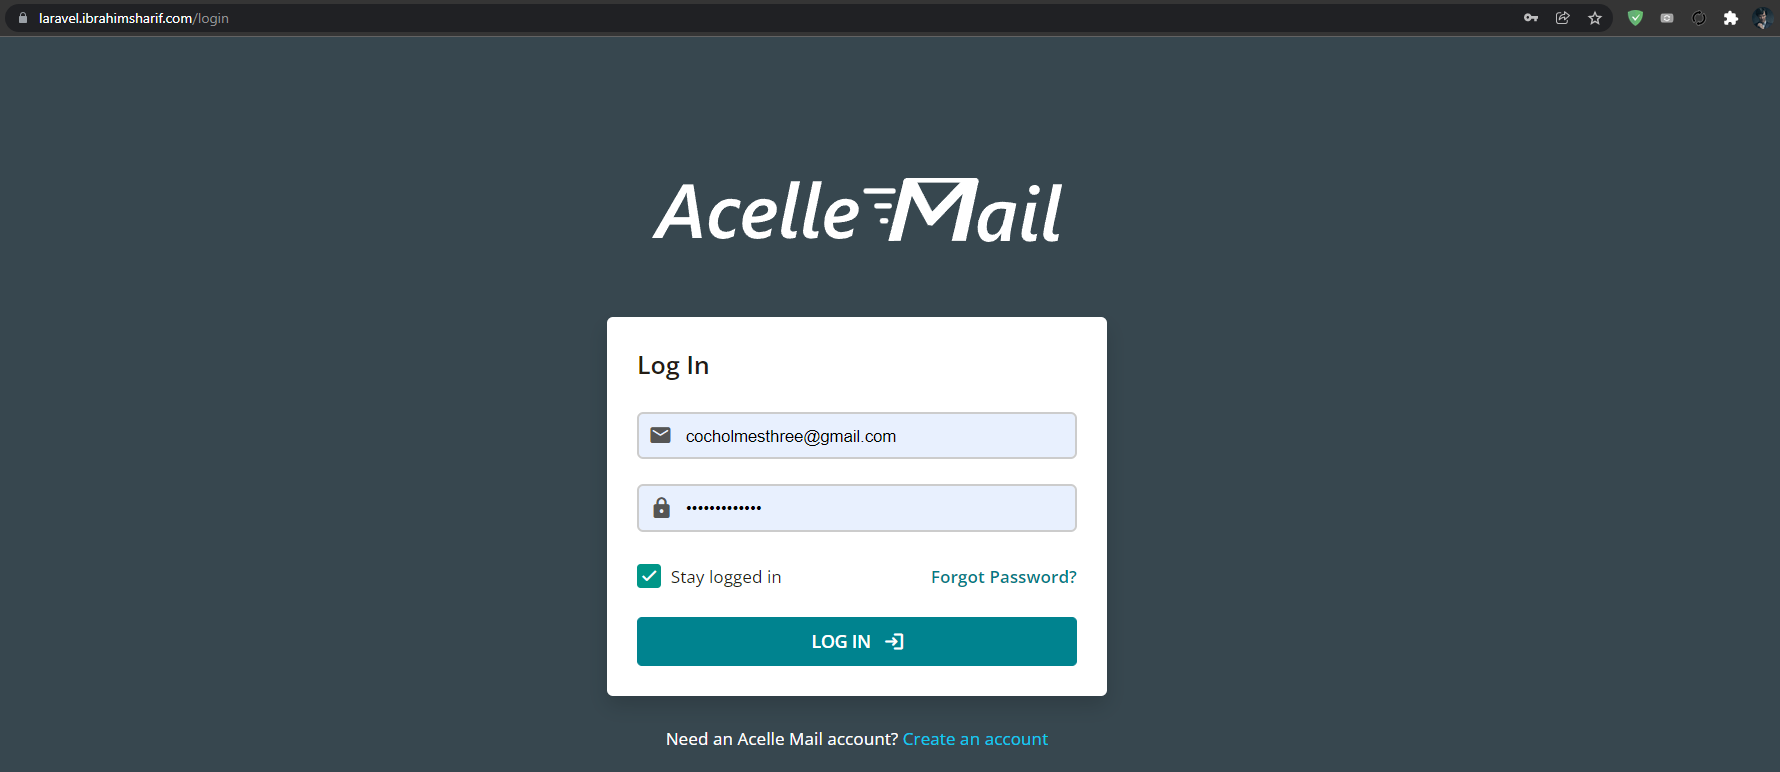 laravel.ibrahimsharif.com/login
Acelle Mail
Log In
cocholmesthree@gmail.com
•••••••••••••
Stay logged in
Forgot Password?
LOG IN
Need an Acelle Mail account? Create an account